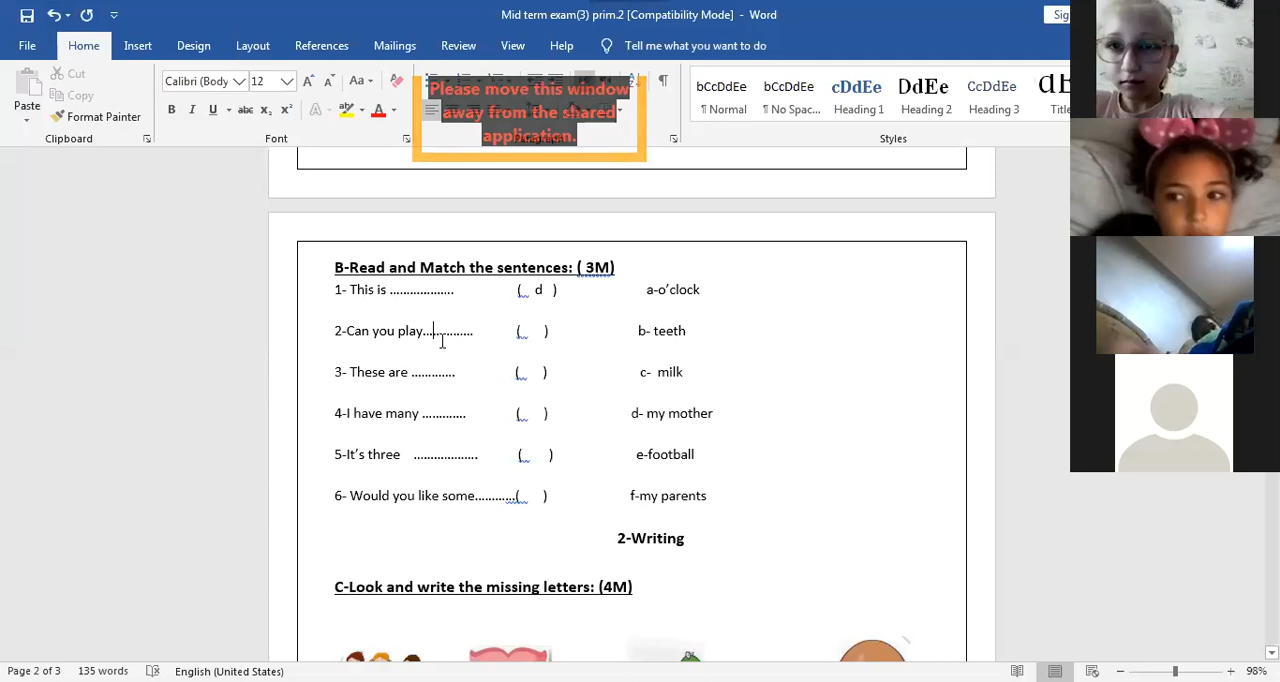 Mid term exam(3) prim.2 [Compatibility Mode] - Word
Sig
File Home Insert Design Layout References Mailings Review View Help Tell me what you want to do
Cut
Copy
Paste
Format Painter
Clipboard
Calibri (Body 12
Font
Please move this window
away from the shared
application.
bCcDdEe bCcDdEe cDdEe DdEe CcDdEe dE
¶ Normal ¶ No Spac... Heading 1 Heading 2 Heading 3
Styles
B-Read and Match the sentences: ( 3M)
1- This is ………………. ( d ) a-o’clock
2-Can you play…………… ( ) b- teeth
3- These are …………. ( ) c- milk
4-I have many …………. ( ) d- my mother
5-It’s three ………………. ( ) e-football
6- Would you like some…………( ) f-my parents
2-Writing
C-Look and write the missing letters: (4M)
Page 2 of 3 135 words English (United States) 98%